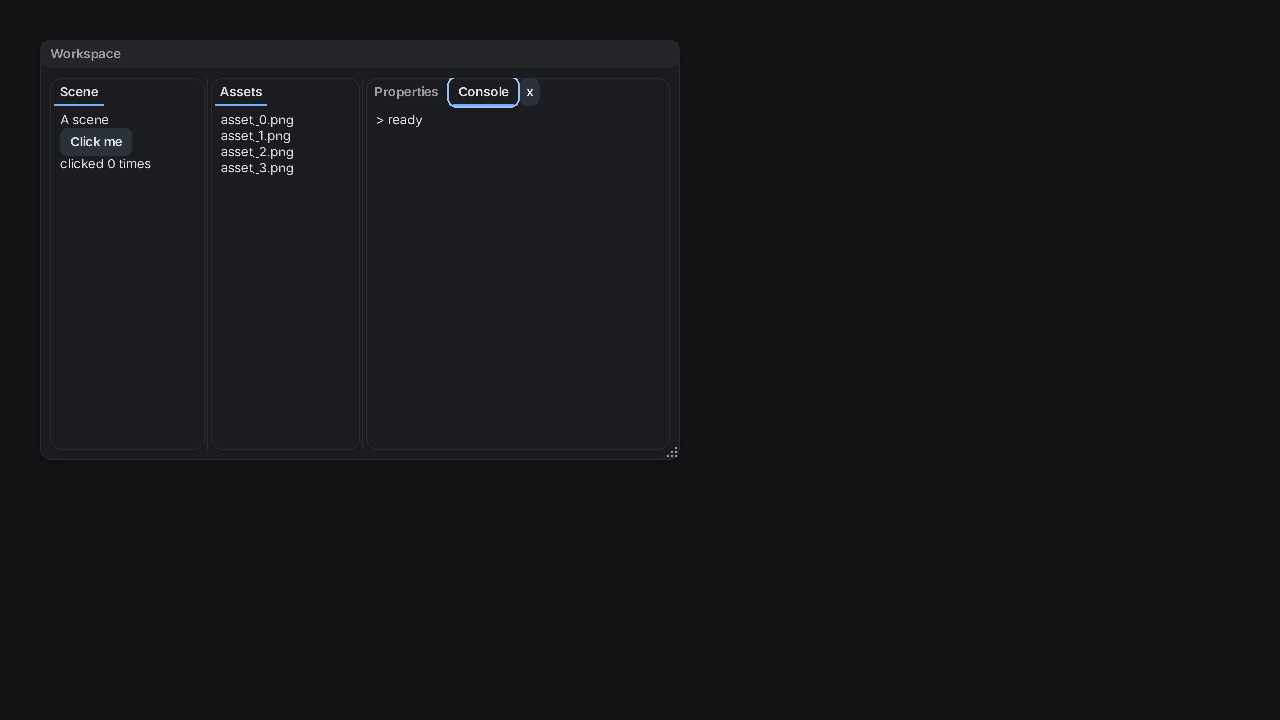 Workspace
Scene
A scene
Click me
clicked 0 times
Assets
asset_0.png
asset_1.png
asset_2.png
asset_3.png
Properties Console x
> ready